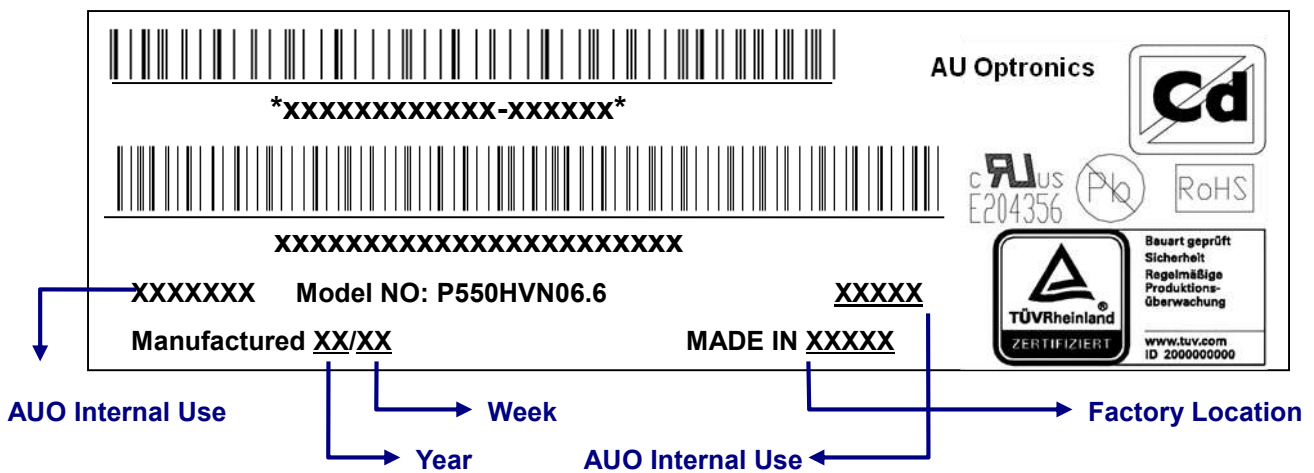 AU Optronics
Cd
*xxxxxxxxxxxx-xxxxxx*
c RU US
E204356
Pb
RoHS
xxxxxxxxxxxxxxxxxxxxxxx
Bauart geprüft
Sicherheit
Regelmäßige
Produktions-
überwachung
TÜVRheinland®
ZERTIFIZIERT
www.tuv.com
ID 2000000000
XXXXXXX Model NO: P550HVN06.6 XXXXX
Manufactured XX/XX MADE IN XXXXX
AUO Internal Use
Week
Factory Location
Year
AUO Internal Use